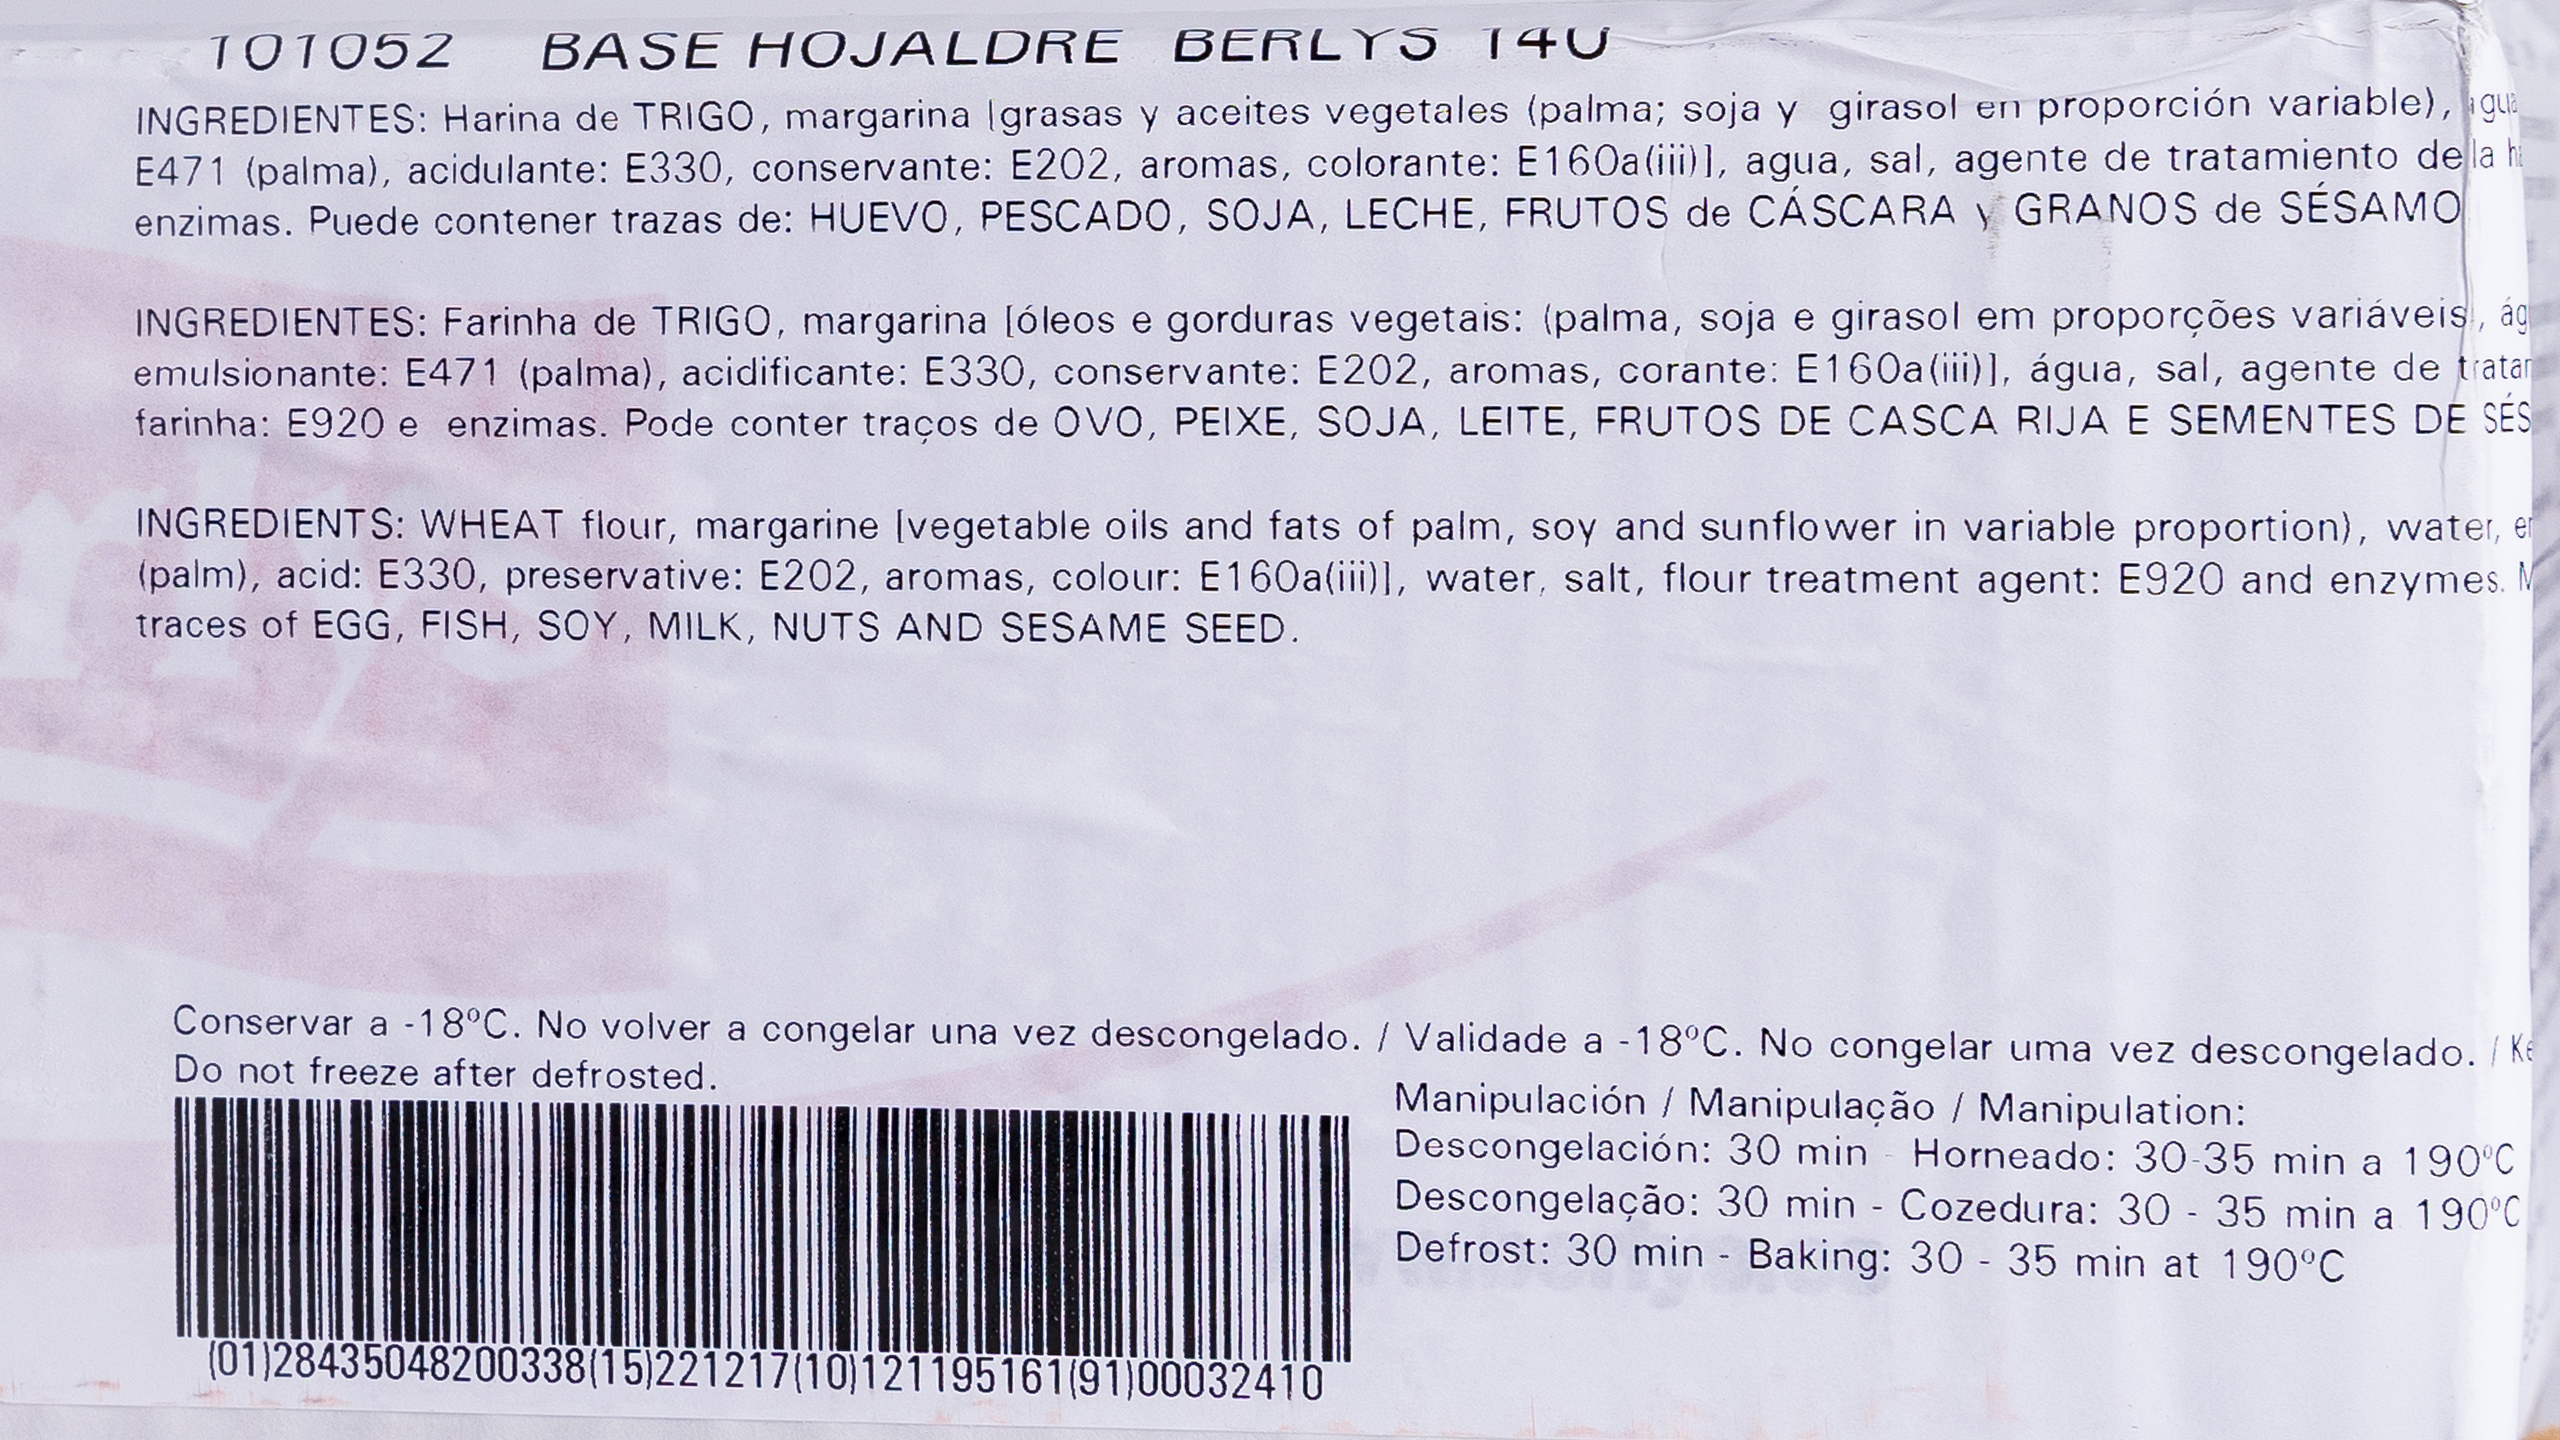 101052 BASE HOJALDRE BERLYS 14U
INGREDIENTES: Harina de TRIGO, margarina [grasas y aceites vegetales (palma; soja y girasol en proporción variable),
E471 (palma), acidulante: E330, conservante: E202, aromas, colorante: E160a(iii)], agua, sal, agente de tratamiento de la
enzimas. Puede contener trazas de: HUEVO, PESCADO, SOJA, LECHE, FRUTOS de CÁSCARA y GRANOS de SÉSAMO
INGREDIENTES: Farinha de TRIGO, margarina [óleos e gorduras vegetais: (palma, soja e girasol em proporções variáveis),
emulsionante: E471 (palma), acidificante: E330, conservante: E202, aromas, corante: E160a(iii)], água, sal, agente de
farinha: E920 e enzimas. Pode conter traços de OVO, PEIXE, SOJA, LEITE, FRUTOS DE CASCA RIJA E SEMENTES DE
INGREDIENTS: WHEAT flour, margarine [vegetable oils and fats of palm, soy and sunflower in variable proportion), water,
(palm), acid: E330, preservative: E202, aromas, colour: E160a(iii)], water, salt, flour treatment agent: E920 and enzymes.
traces of EGG, FISH, SOY, MILK, NUTS AND SESAME SEED.
Conservar a -18ºC. No volver a congelar una vez descongelado. / Validade a -18ºC. No congelar uma vez descongelado. /
Do not freeze after defrosted.
Manipulación / Manipulação / Manipulation:
Descongelación: 30 min - Horneado: 30-35 min a 190ºC
Descongelação: 30 min - Cozedura: 30 - 35 min a 190ºC
Defrost: 30 min - Baking: 30 - 35 min at 190ºC
(01)28435048200338(15)221217(10)121195161(91)00032410